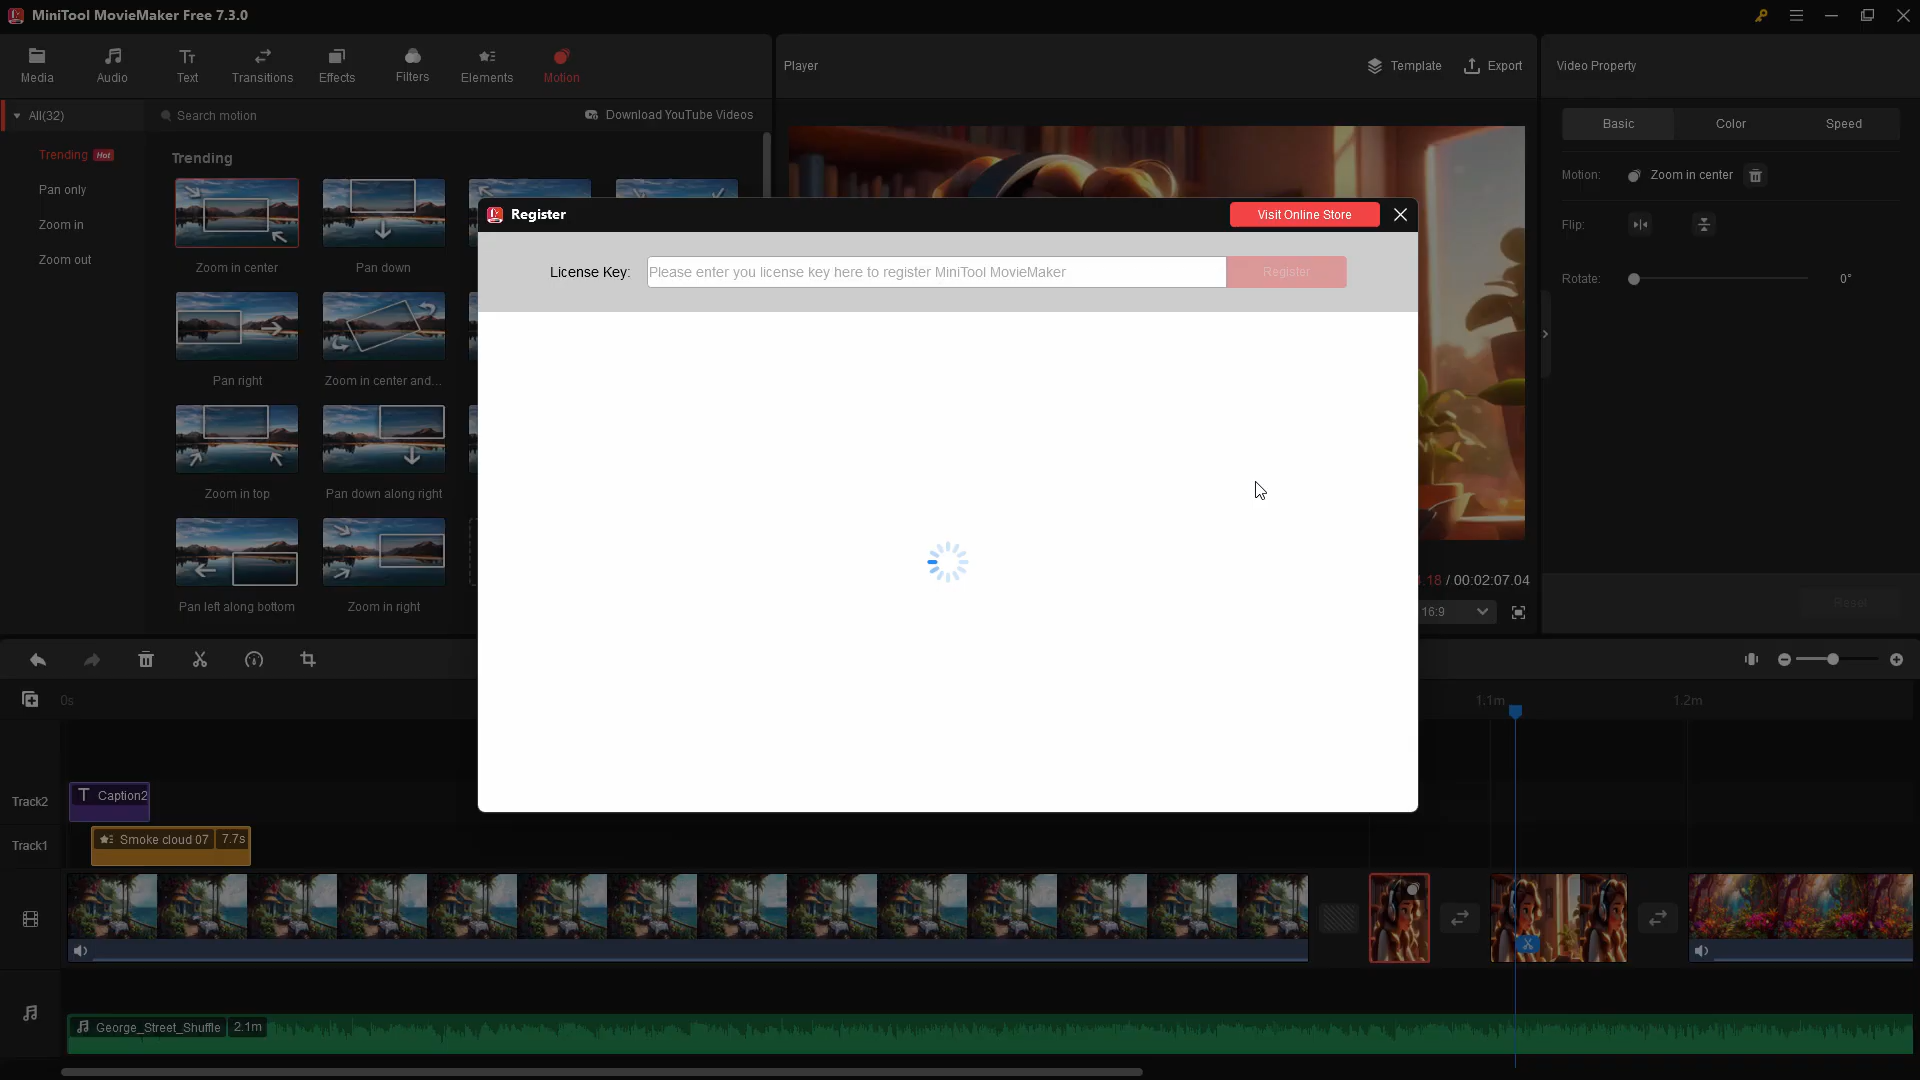 MiniTool MovieMaker Free 7.3.0
Media
Audio
Text
Transitions
Effects
Filters
Elements
Motion
Player
Template
Export
Video Property
All(32)
Search motion
Download YouTube Videos
Basic
Color
Speed
Trending Hot
Pan only
Zoom in
Zoom out
Trending
Motion:
Zoom in center
Flip:
Rotate:
0°
Register
Visit Online Store
License Key:
Please enter you license key here to register MiniTool MovieMaker
Register
Zoom in center
Pan down
Pan right
Zoom in center and...
Zoom in top
Pan down along right
Pan left along bottom
Zoom in right
.18 / 00:02:07.04
16:9
Reset
0s
1.1m
1.2m
Track2
Caption2
Track1
Smoke cloud 07
7.7s
George_Street_Shuffle
2.1m